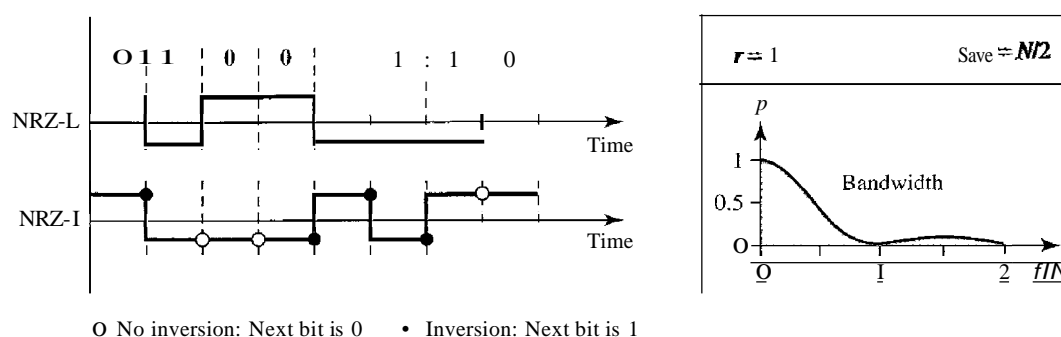 O 1 1 0 0 1 : 1 0
NRZ-L
Time
NRZ-I
Time
O No inversion: Next bit is 0 • Inversion: Next bit is 1
r = 1 Save = N/2
p
1
Bandwidth
0.5
O
O I 2 fIN